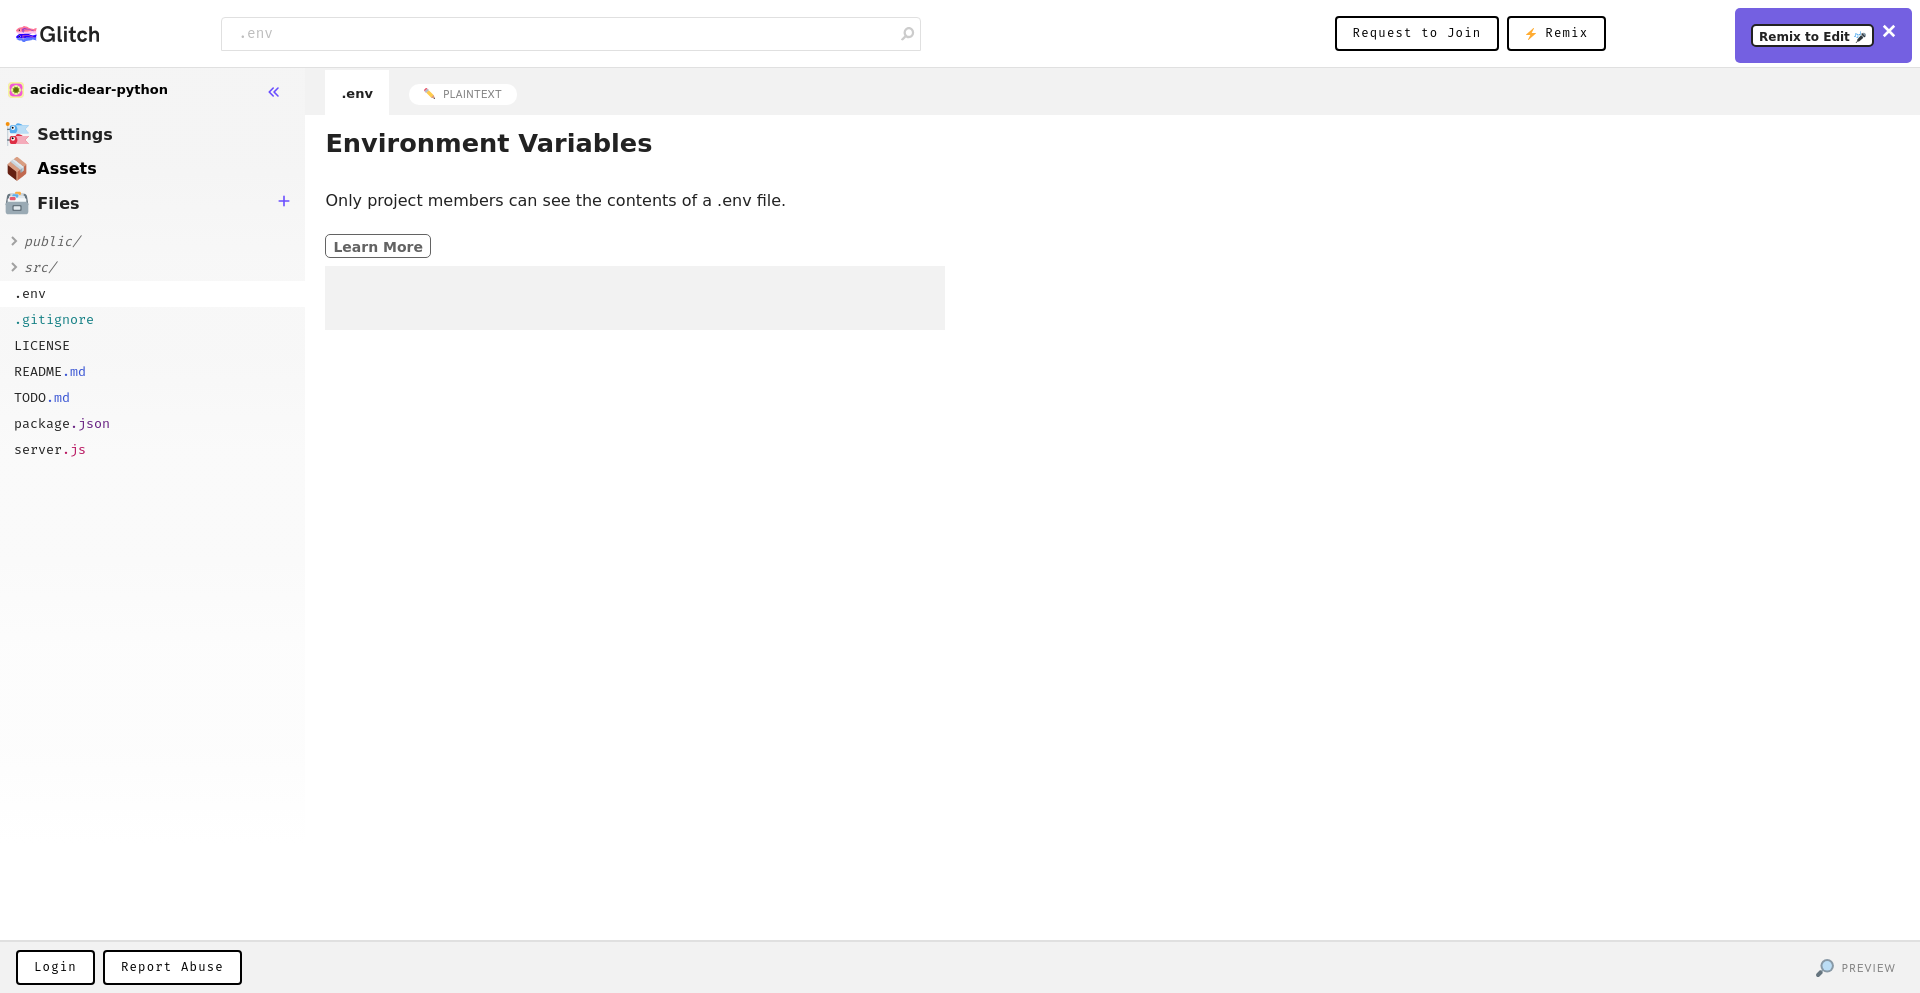 Glitch
.env
Request to Join
Remix
Remix to Edit
acidic-dear-python
.env
PLAINTEXT
Settings
Assets
Files
public/
src/
.env
.gitignore
LICENSE
README.md
TODO.md
package.json
server.js
Environment Variables
Only project members can see the contents of a .env file.
Learn More
Login
Report Abuse
PREVIEW